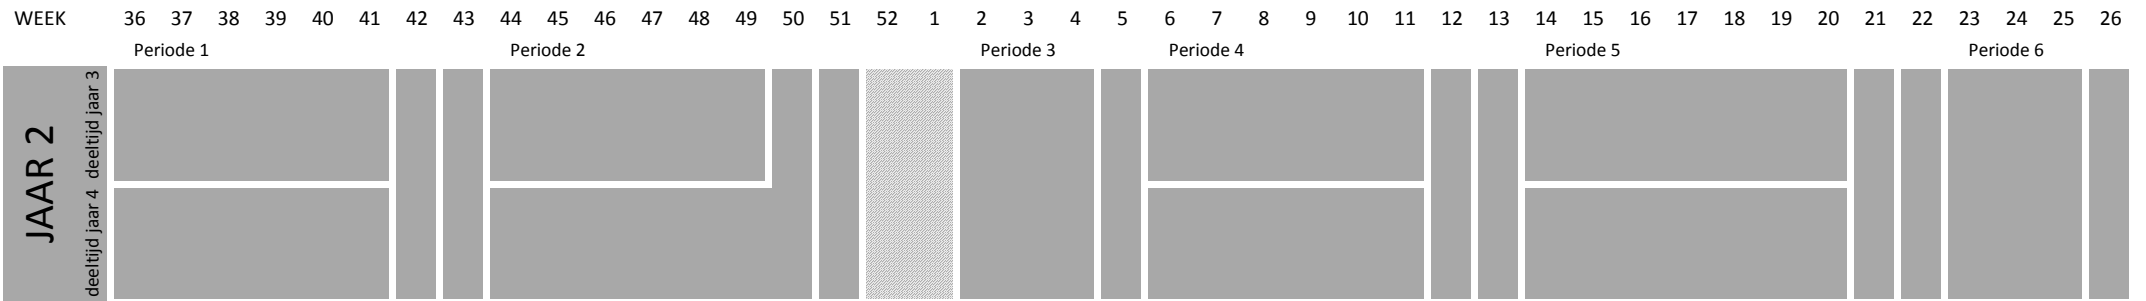 WEEK 36 37 38 39 40 41 42 43 44 45 46 47 48 49 50 51 52 1 2 3 4 5 6 7 8 9 10 11 12 13 14 15 16 17 18 19 20 21 22 23 24 25 26
Periode 1 Periode 2 Periode 3 Periode 4 Periode 5 Periode 6
JAAR 2
deeltijd jaar 3
deeltijd jaar 4